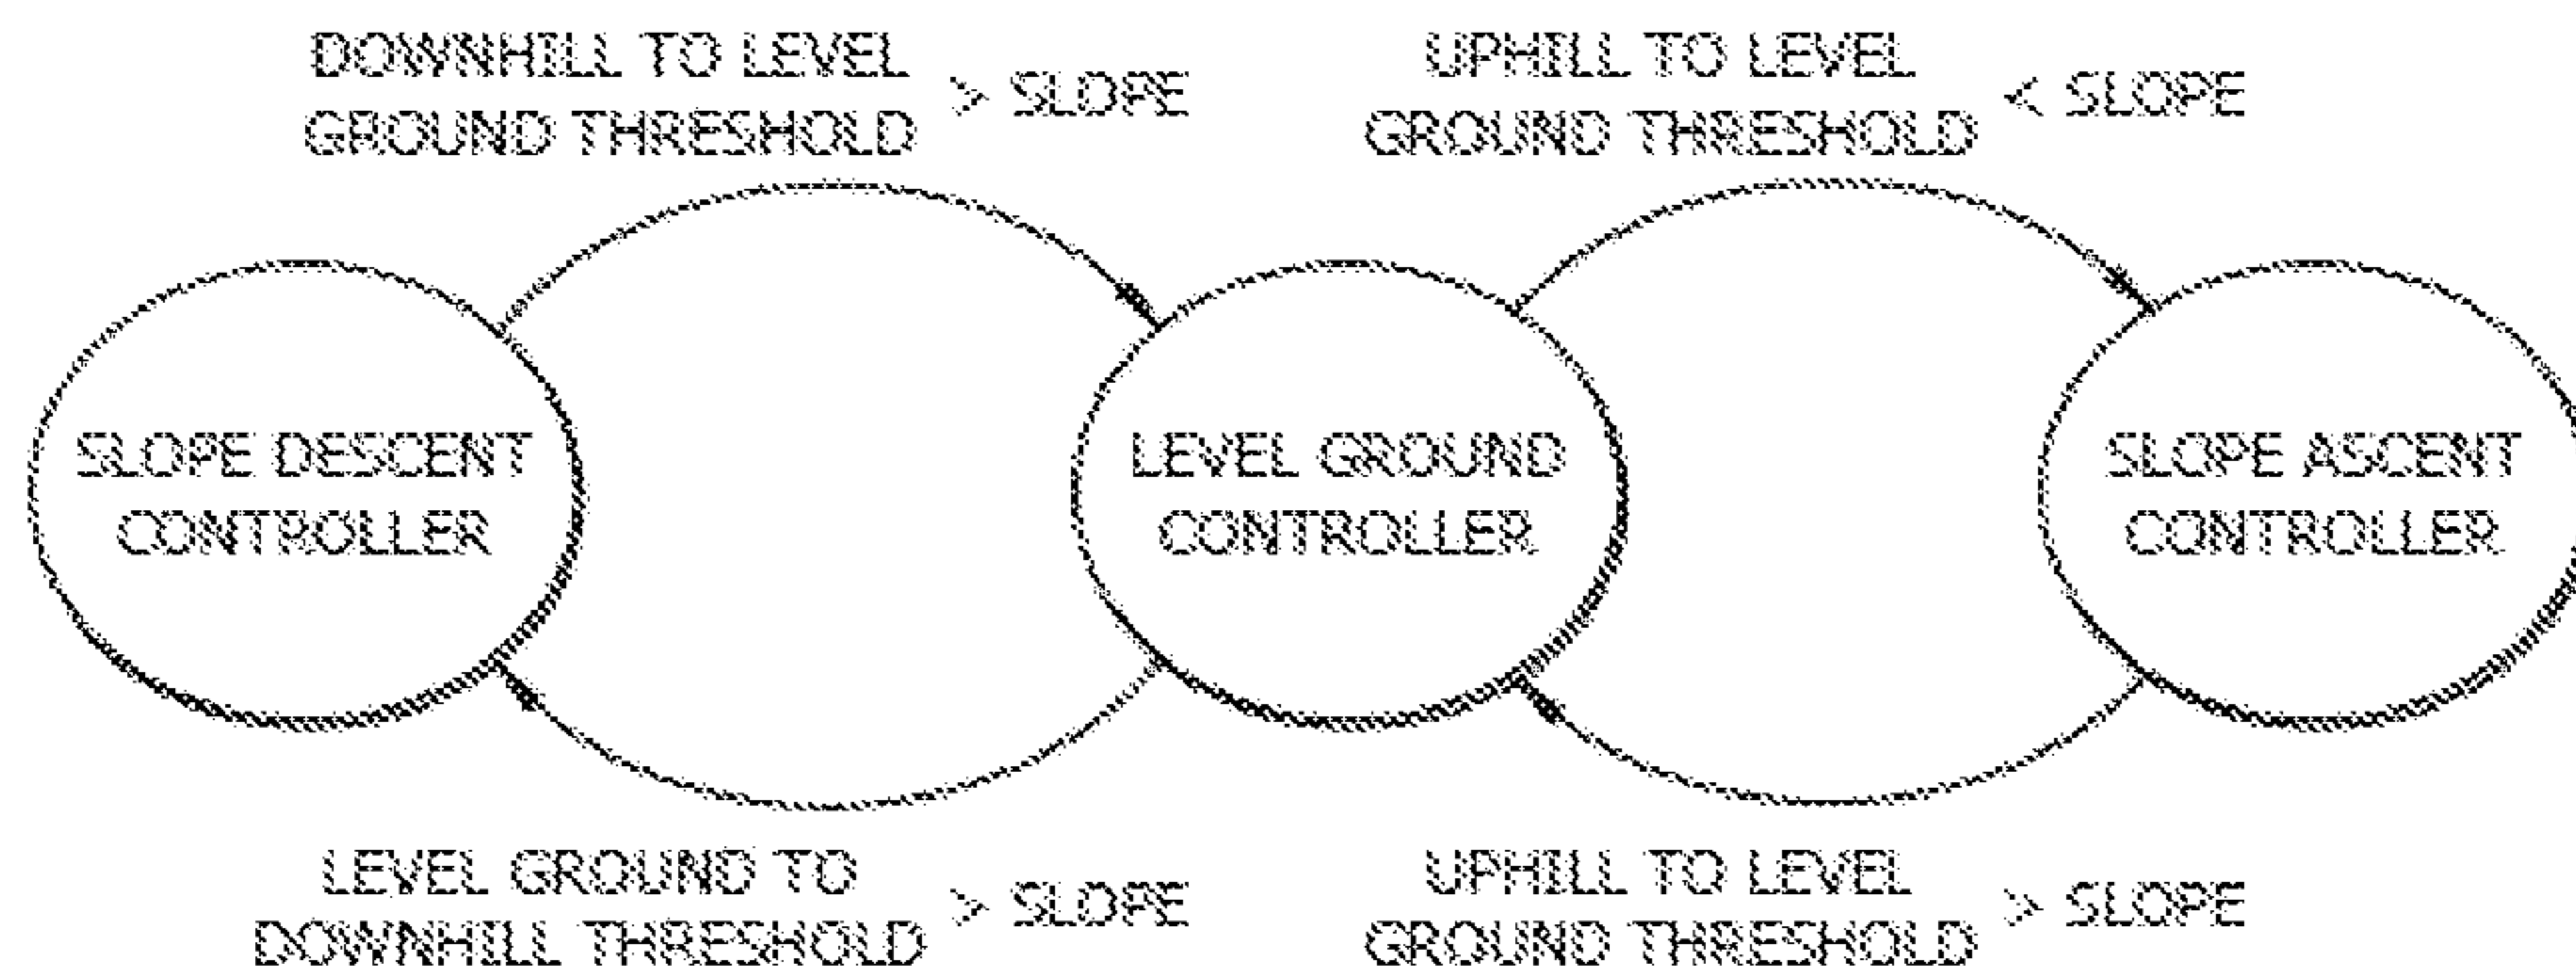 DOWNHILL TO LEVEL
GROUND THRESHOLD > SLOPE
UPHILL TO LEVEL
GROUND THRESHOLD < SLOPE
SLOPE DESCENT
CONTROLLER
LEVEL GROUND
CONTROLLER
SLOPE ASCENT
CONTROLLER
LEVEL GROUND TO
DOWNHILL THRESHOLD > SLOPE
UPHILL TO LEVEL
GROUND THRESHOLD > SLOPE